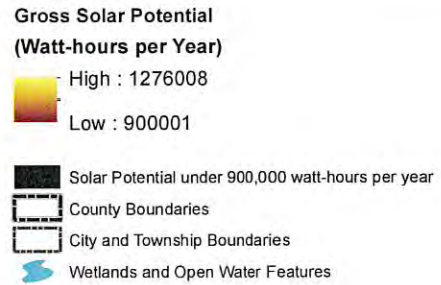 Gross Solar Potential
(Watt-hours per Year)
High : 1276008
Low : 900001
Solar Potential under 900,000 watt-hours per year
County Boundaries
City and Township Boundaries
Wetlands and Open Water Features